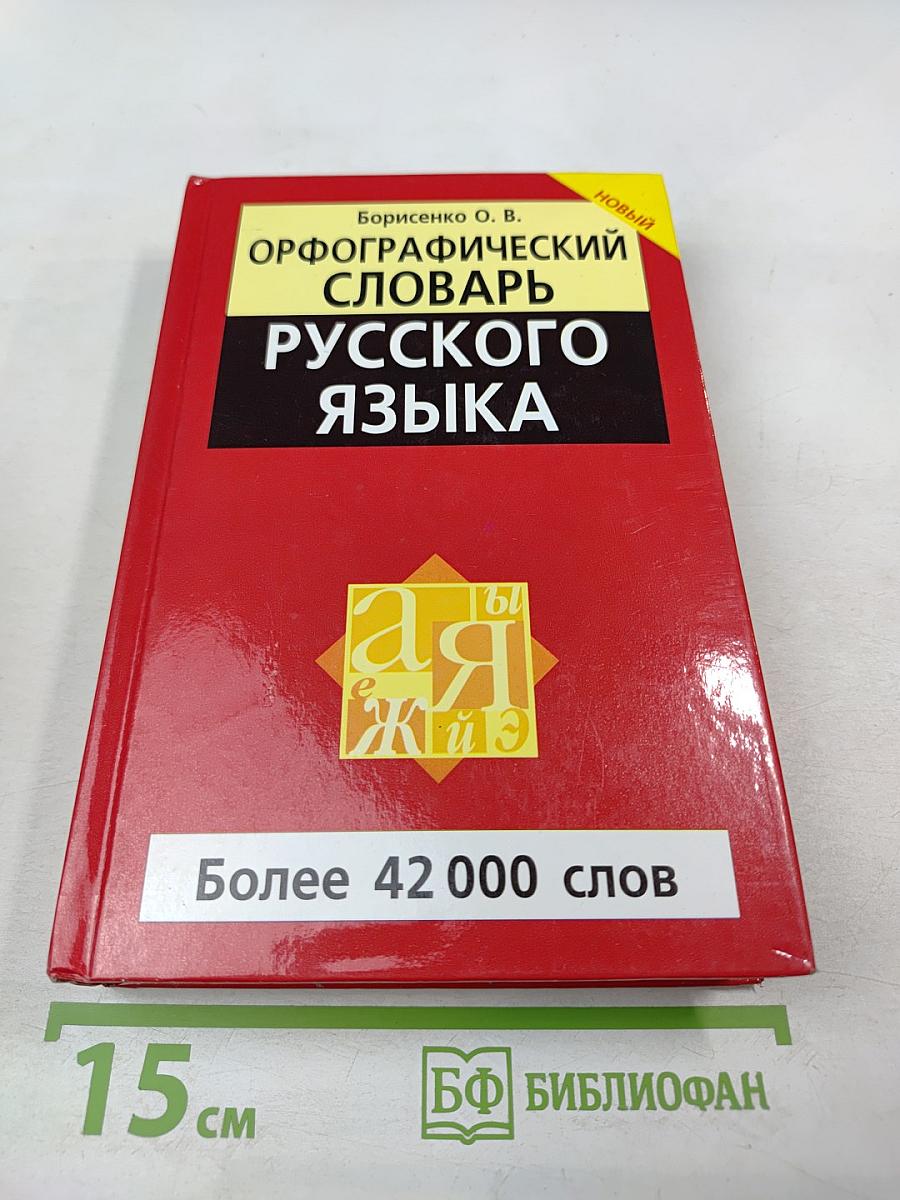 Борисенко О. В.
НОВЫЙ
ОРФОГРАФИЧЕСКИЙ
СЛОВАРЬ
РУССКОГО
ЯЗЫКА
а ы
Я
е
ж й э
Более 42 000 слов
15 см
БФ БИБЛИОФАН